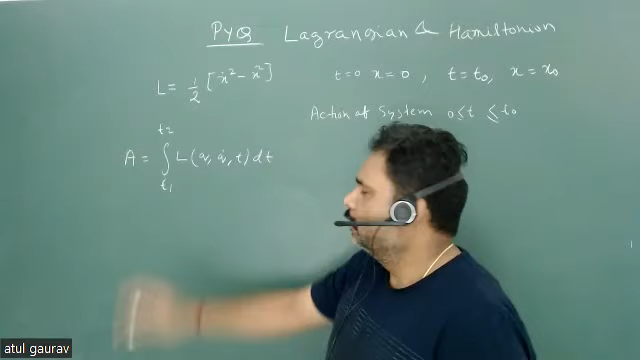 PYQ Lagrangian & Hamiltonion
L = 1/2 [ẋ² - x²] t=0 x=0 , t=t₀, x=x₀
Action of System 0≤t≤t₀
A = ∫ t₁ t₂ L(q, q̇, t) dt
atul gaurav